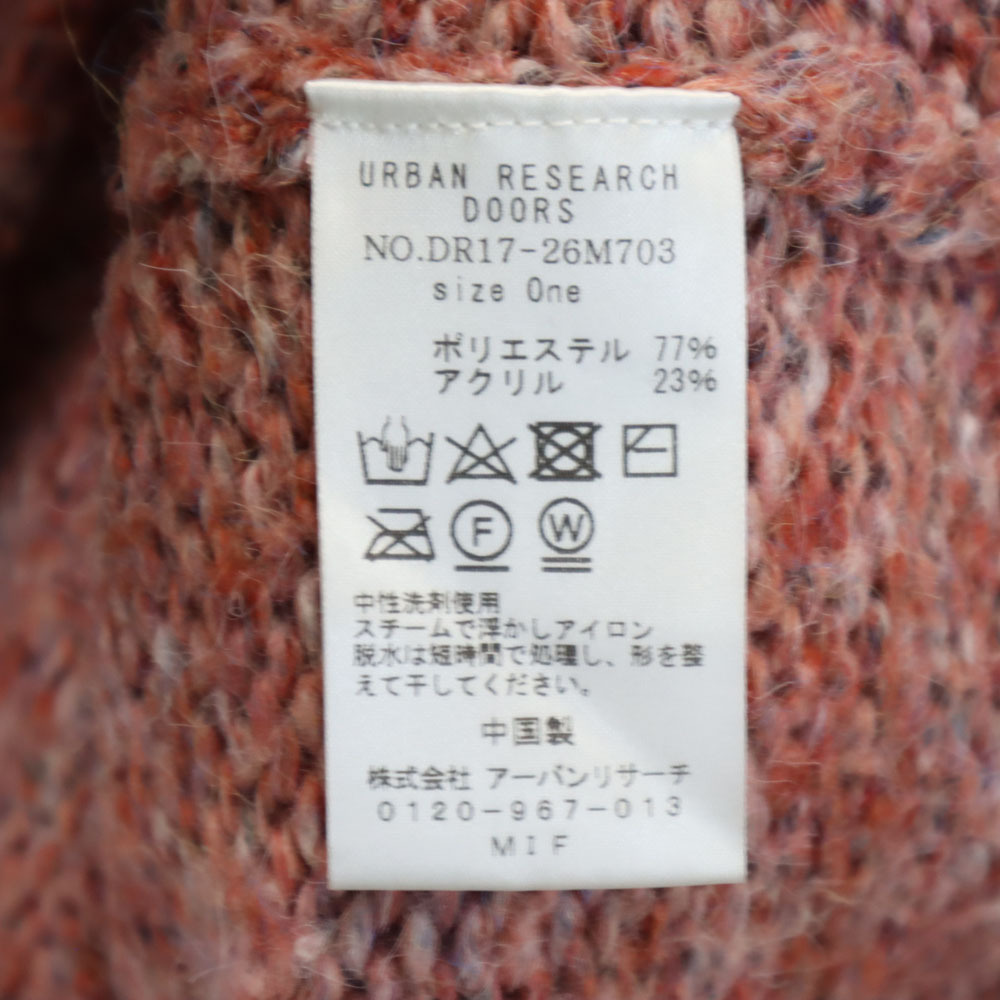 URBAN RESEARCH
DOORS
NO.DR17-26M703
size One
ポリエステル 77%
アクリル 23%
F W
中性洗剤使用
スチームで浮かしアイロン
脱水は短時間で処理し、形を整
えて干してください。
中国製
株式会社 アーバンリサーチ
0120-967-013
MIF